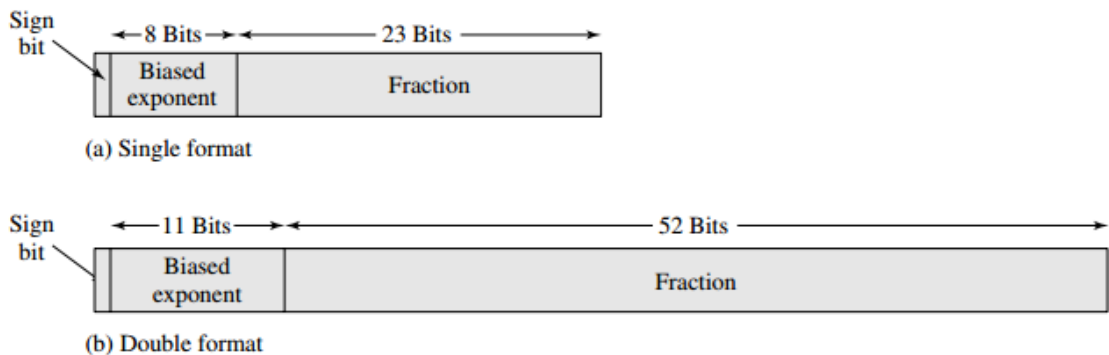 Sign
bit
8 Bits
23 Bits
Biased
exponent
Fraction
(a) Single format
Sign
bit
11 Bits
52 Bits
Biased
exponent
Fraction
(b) Double format